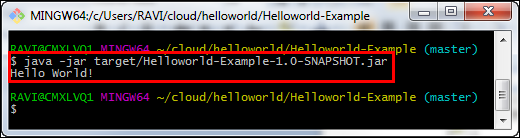 MINGW64:/c/Users/RAVI/cloud/helloworld/Helloworld-Example
RAVI@CMXLVQ1 MINGW64 ~/cloud/helloworld/Helloworld-Example (master)
$ java -jar target/Helloworld-Example-1.0-SNAPSHOT.jar
Hello World!
RAVI@CMXLVQ1 MINGW64 ~/cloud/helloworld/Helloworld-Example (master)
$